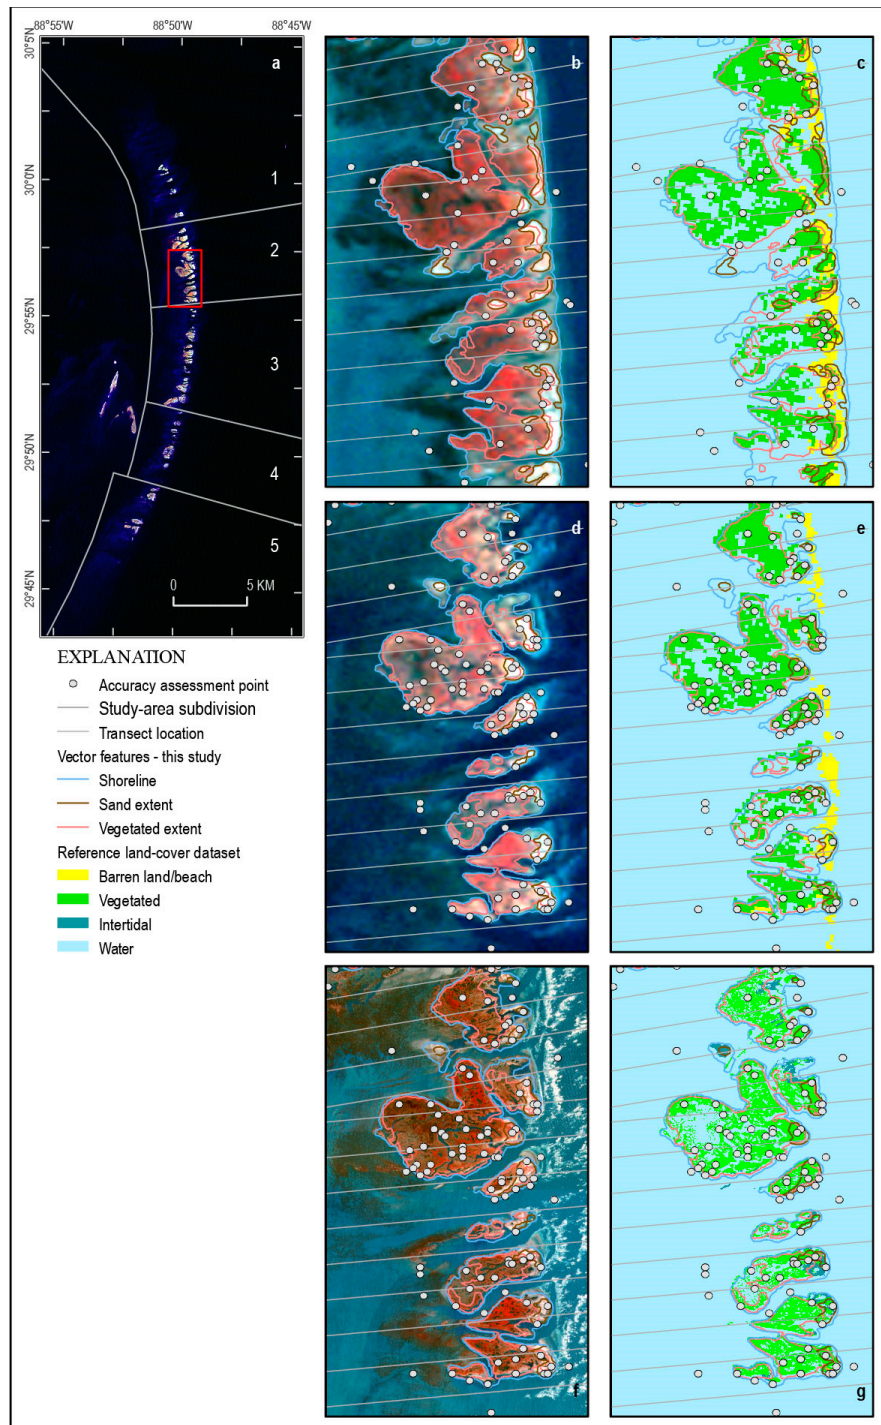 88°55'W 88°50'W 88°45'W
30°5'N
a
b
c
30°0'N
1
2
29°55'N
3
29°50'N
4
5
29°45'N
0 5 KM
d
e
EXPLANATION
Accuracy assessment point
Study-area subdivision
Transect location
Vector features - this study
Shoreline
Sand extent
Vegetated extent
Reference land-cover dataset
Barren land/beach
Vegetated
Intertidal
Water
f
g